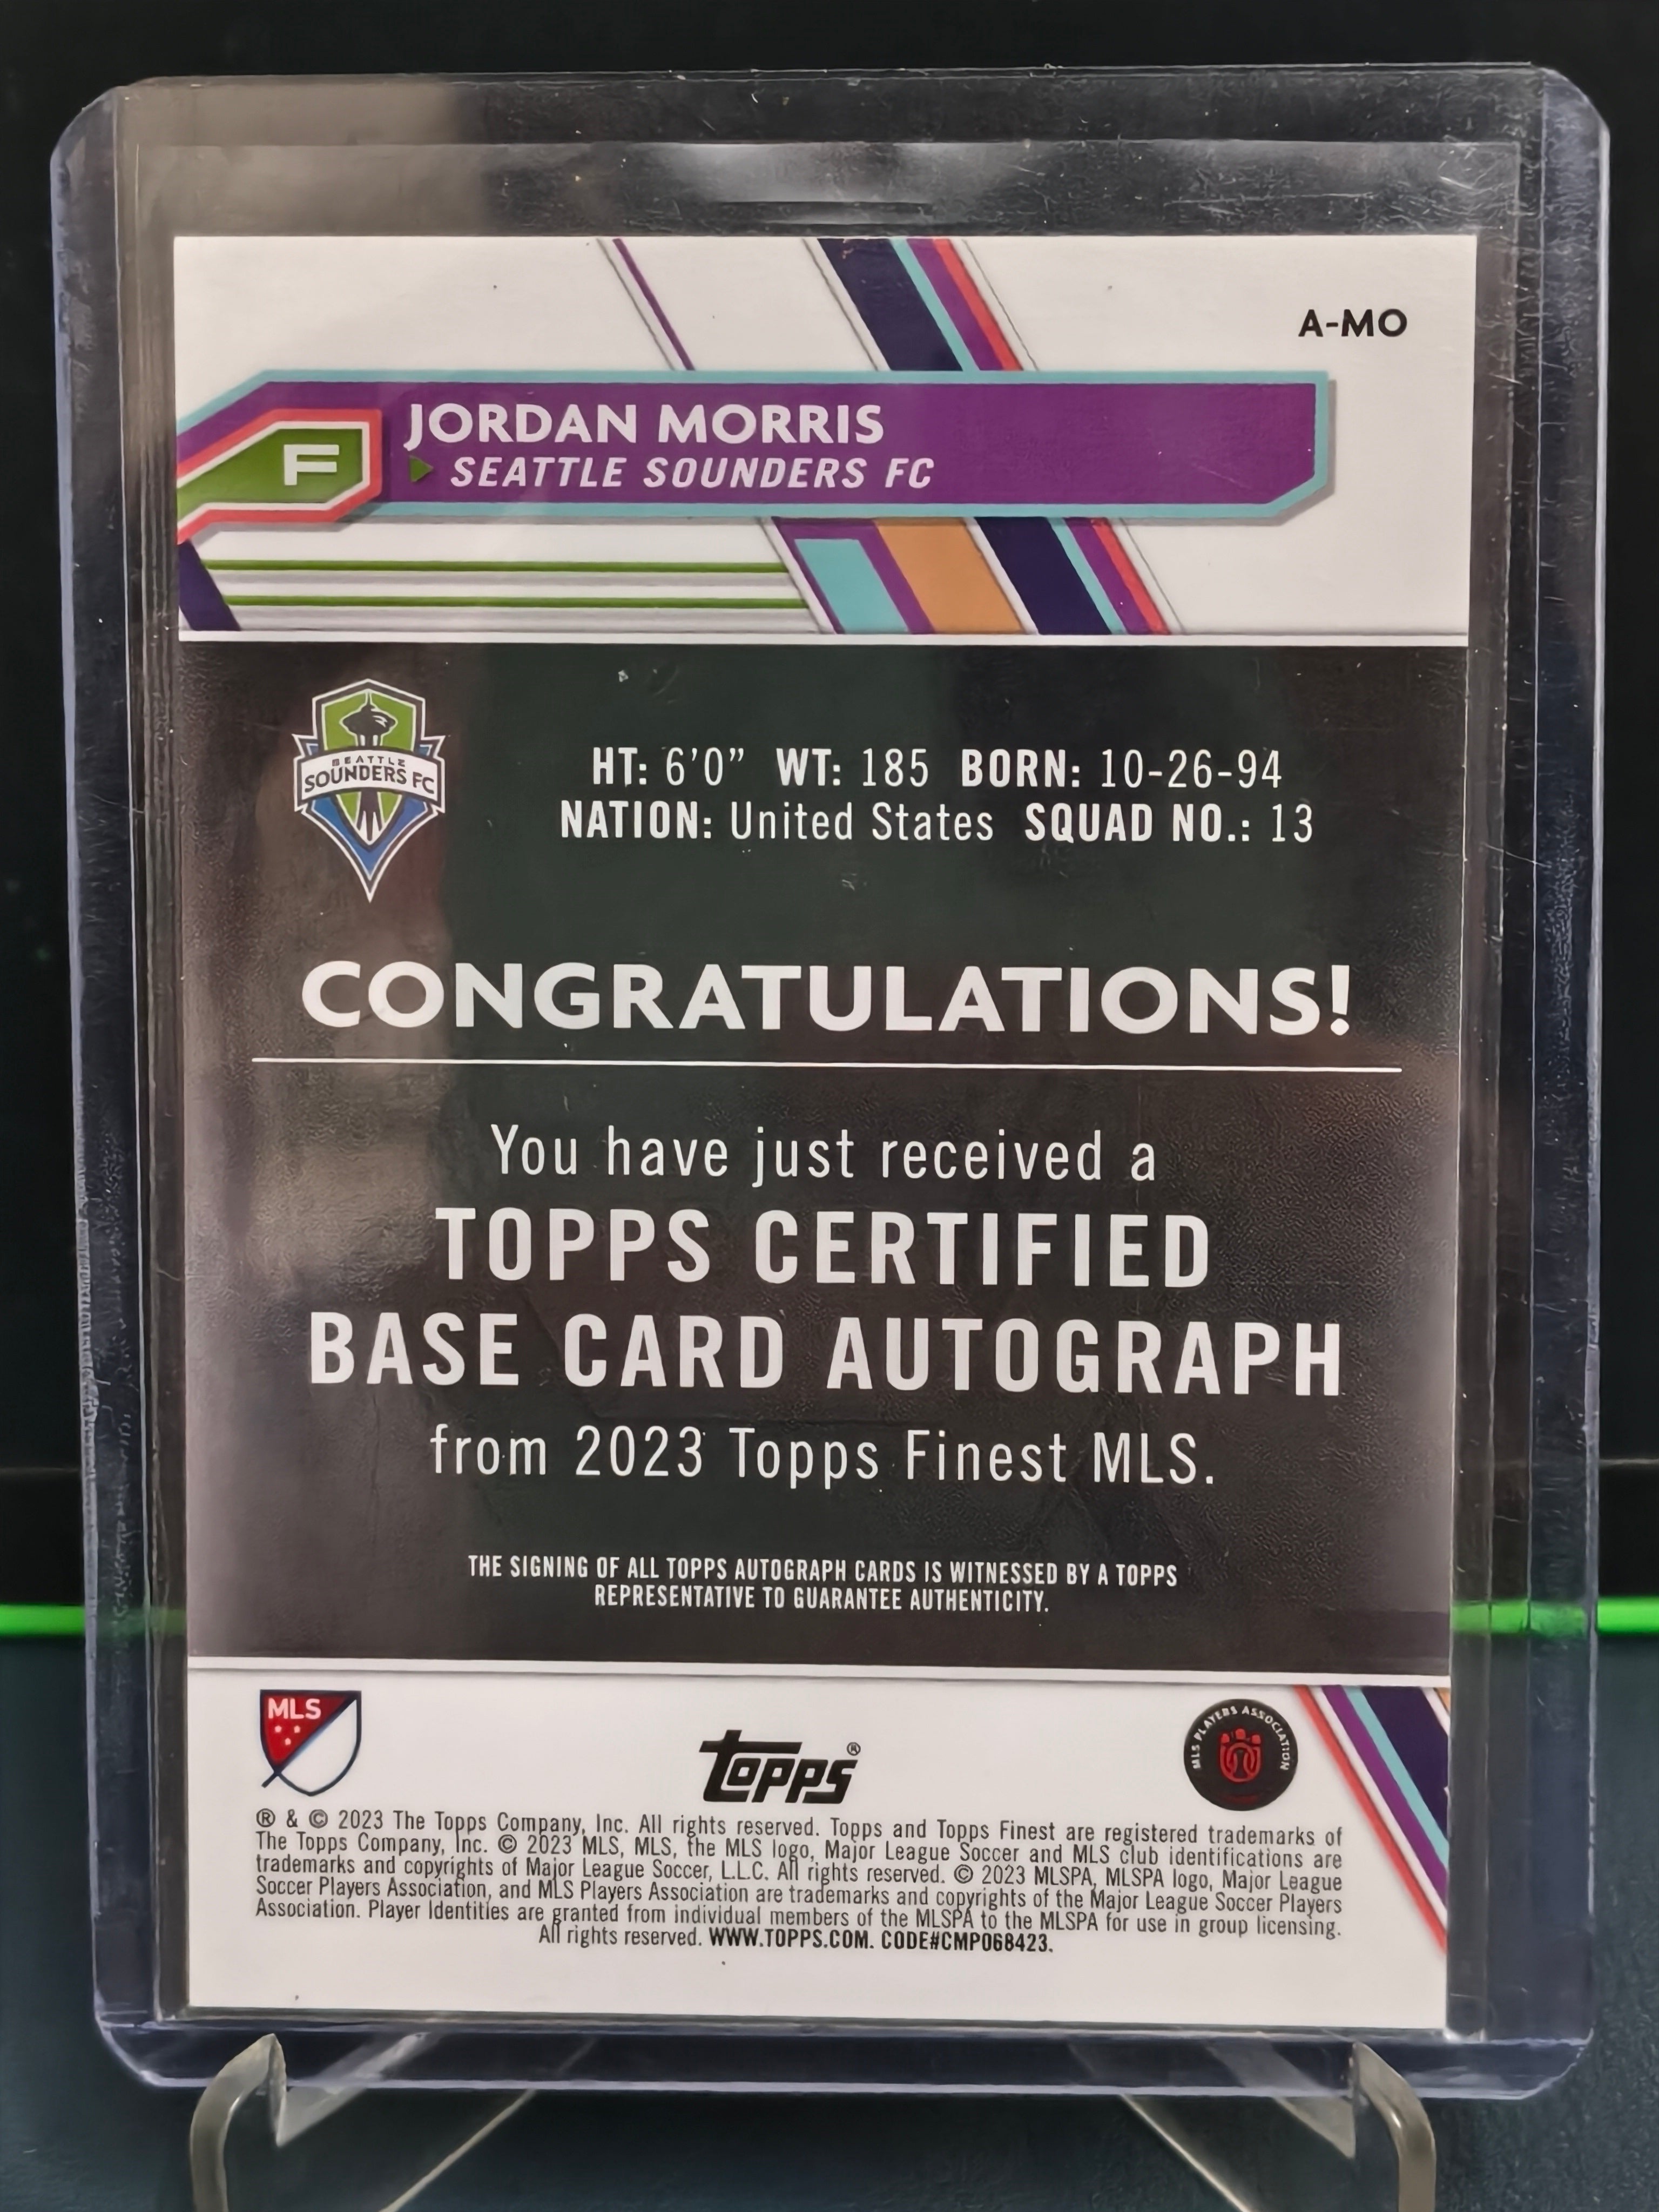 A-MO
JORDAN MORRIS
SEATTLE SOUNDERS FC
F
SEATTLE
SOUNDERS FC
HT: 6'0” WT: 185 BORN: 10-26-94
NATION: United States SQUAD NO.: 13
CONGRATULATIONS!
You have just received a
TOPPS CERTIFIED
BASE CARD AUTOGRAPH
from 2023 Topps Finest MLS.
THE SIGNING OF ALL TOPPS AUTOGRAPH CARDS IS WITNESSED BY A TOPPS
REPRESENTATIVE TO GUARANTEE AUTHENTICITY.
MLS
topps®
MLS PLAYERS ASSOCIATION
® & © 2023 The Topps Company, Inc. All rights reserved. Topps and Topps Finest are registered trademarks of
The Topps Company, Inc. © 2023 MLS, MLS, the MLS logo, Major League Soccer and MLS club identifications are
trademarks and copyrights of Major League Soccer, L.L.C. All rights reserved. © 2023 MLSPA, MLSPA logo, Major League
Soccer Players Association, and MLS Players Association are trademarks and copyrights of the Major League Soccer Players
Association. Player Identities are granted from individual members of the MLSPA to the MLSPA for use in group licensing.
All rights reserved. WWW.TOPPS.COM. CODE#CMP068423.